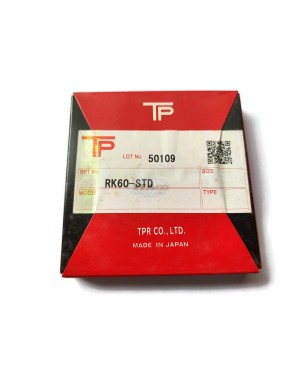 TP
TP
LOT No. 50109
SET No.
RK60-STD
SIZE
MODEL
TYPE
TPR CO., LTD.
MADE IN JAPAN